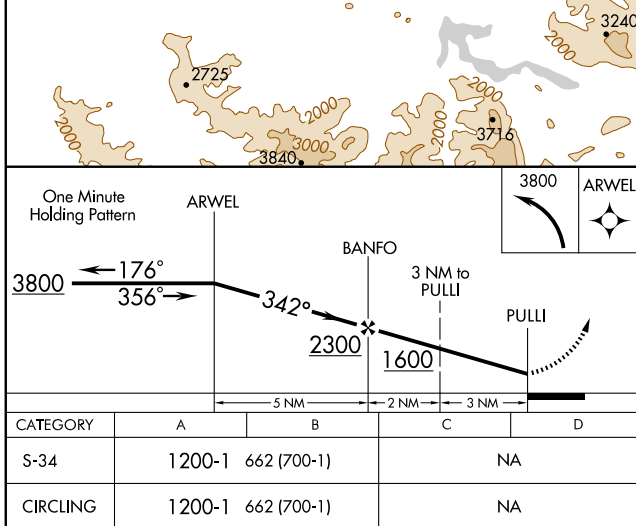 3240
2000
2725
2000
2000
2000
3716
2000
3000
3840
One Minute
Holding Pattern
ARWEL
3800
ARWEL
BANFO
3 NM to
PULLI
PULLI
3800
176°
356°
342°
2300
1600
5 NM
2 NM
3 NM
CATEGORY A B C D
S-34 1200-1 662 (700-1) NA
CIRCLING 1200-1 662 (700-1) NA